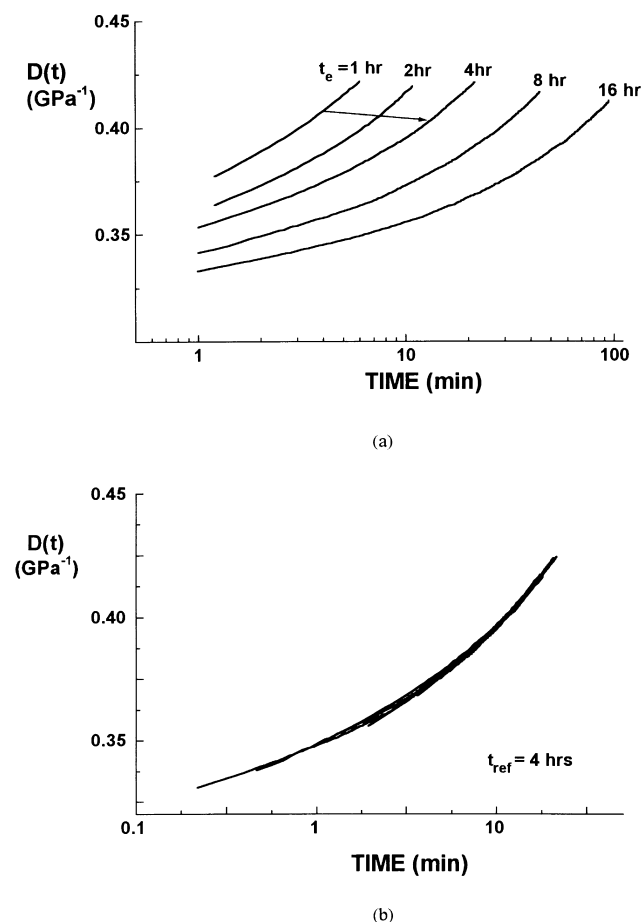 0.45
D(t)
(GPa⁻¹)
tₑ = 1 hr 2hr 4hr 8 hr 16 hr
0.40
0.35
1 10 100
TIME (min)
(a)
0.45
D(t)
(GPa⁻¹)
0.40
0.35
t_ref = 4 hrs
0.1 1 10
TIME (min)
(b)